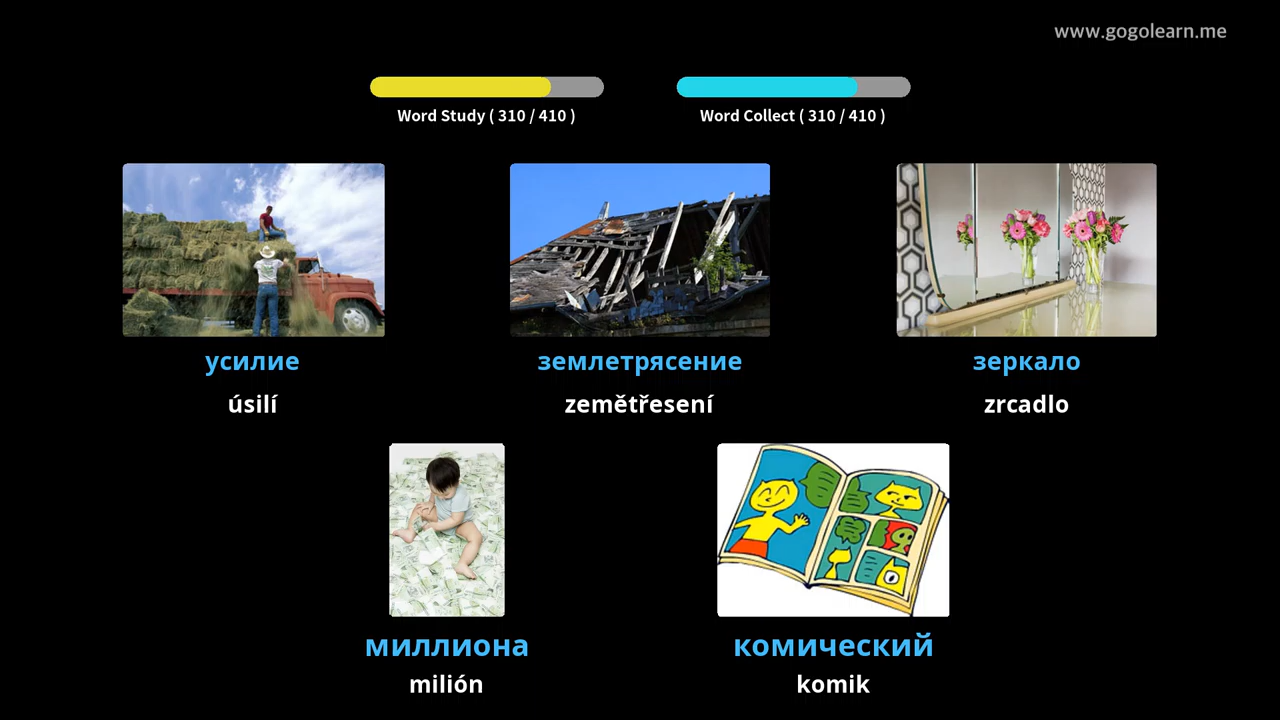 www.gogolearn.me
Word Study ( 310 / 410 )
Word Collect ( 310 / 410 )
усилие
úsilí
землетрясение
zemětřesení
зеркало
zrcadlo
миллиона
milión
комический
komik